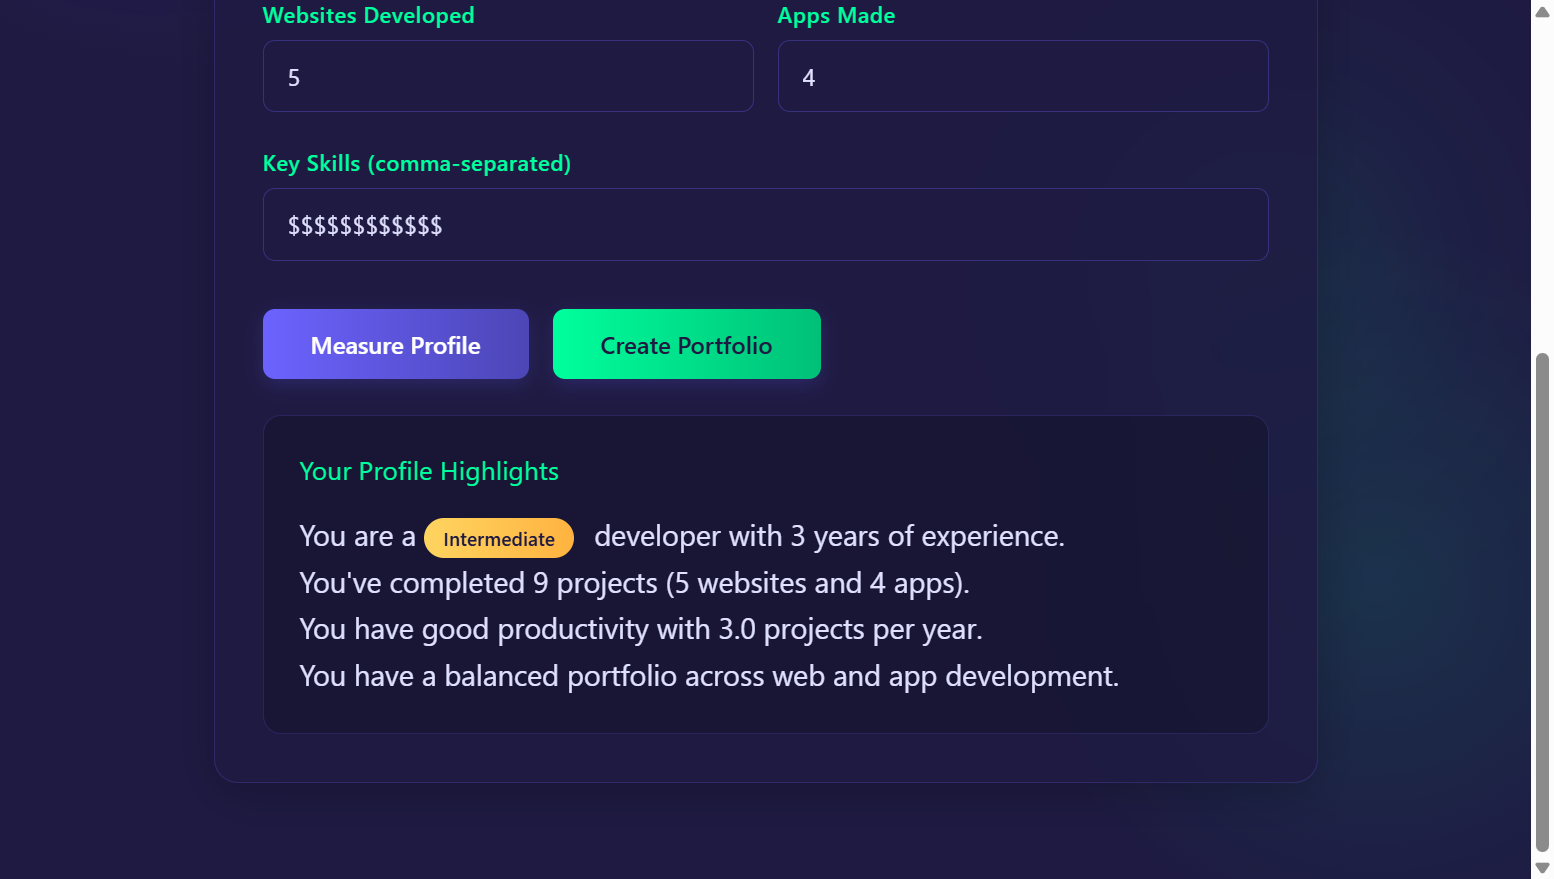 Websites Developed
Apps Made
5
4
Key Skills (comma-separated)
$$$$$$$$$$$$
Measure Profile
Create Portfolio
Your Profile Highlights
You are a Intermediate developer with 3 years of experience.
You've completed 9 projects (5 websites and 4 apps).
You have good productivity with 3.0 projects per year.
You have a balanced portfolio across web and app development.